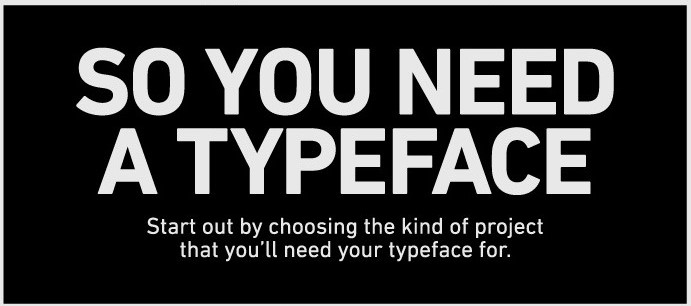 SO YOU NEED
A TYPEFACE
Start out by choosing the kind of project
that you'll need your typeface for.